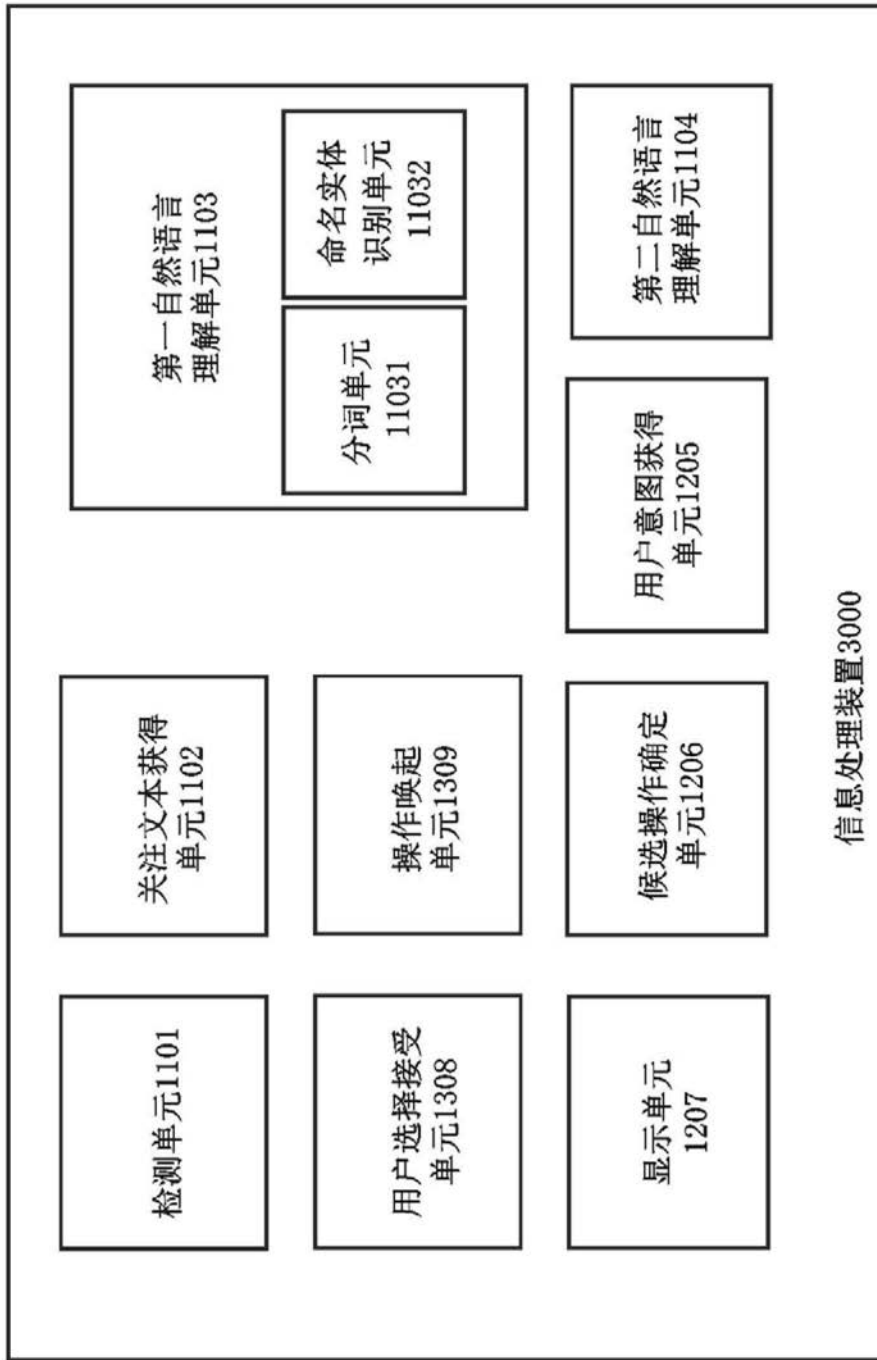 检测单元1101
关注文本获得
单元1102
第一自然语言
理解单元1103
分词单元
11031
命名实体
识别单元
11032
用户选择接受
单元1308
操作唤起
单元1309
显示单元
1207
候选操作确定
单元1206
用户意图获得
单元1205
第二自然语言
理解单元1104
信息处理装置3000